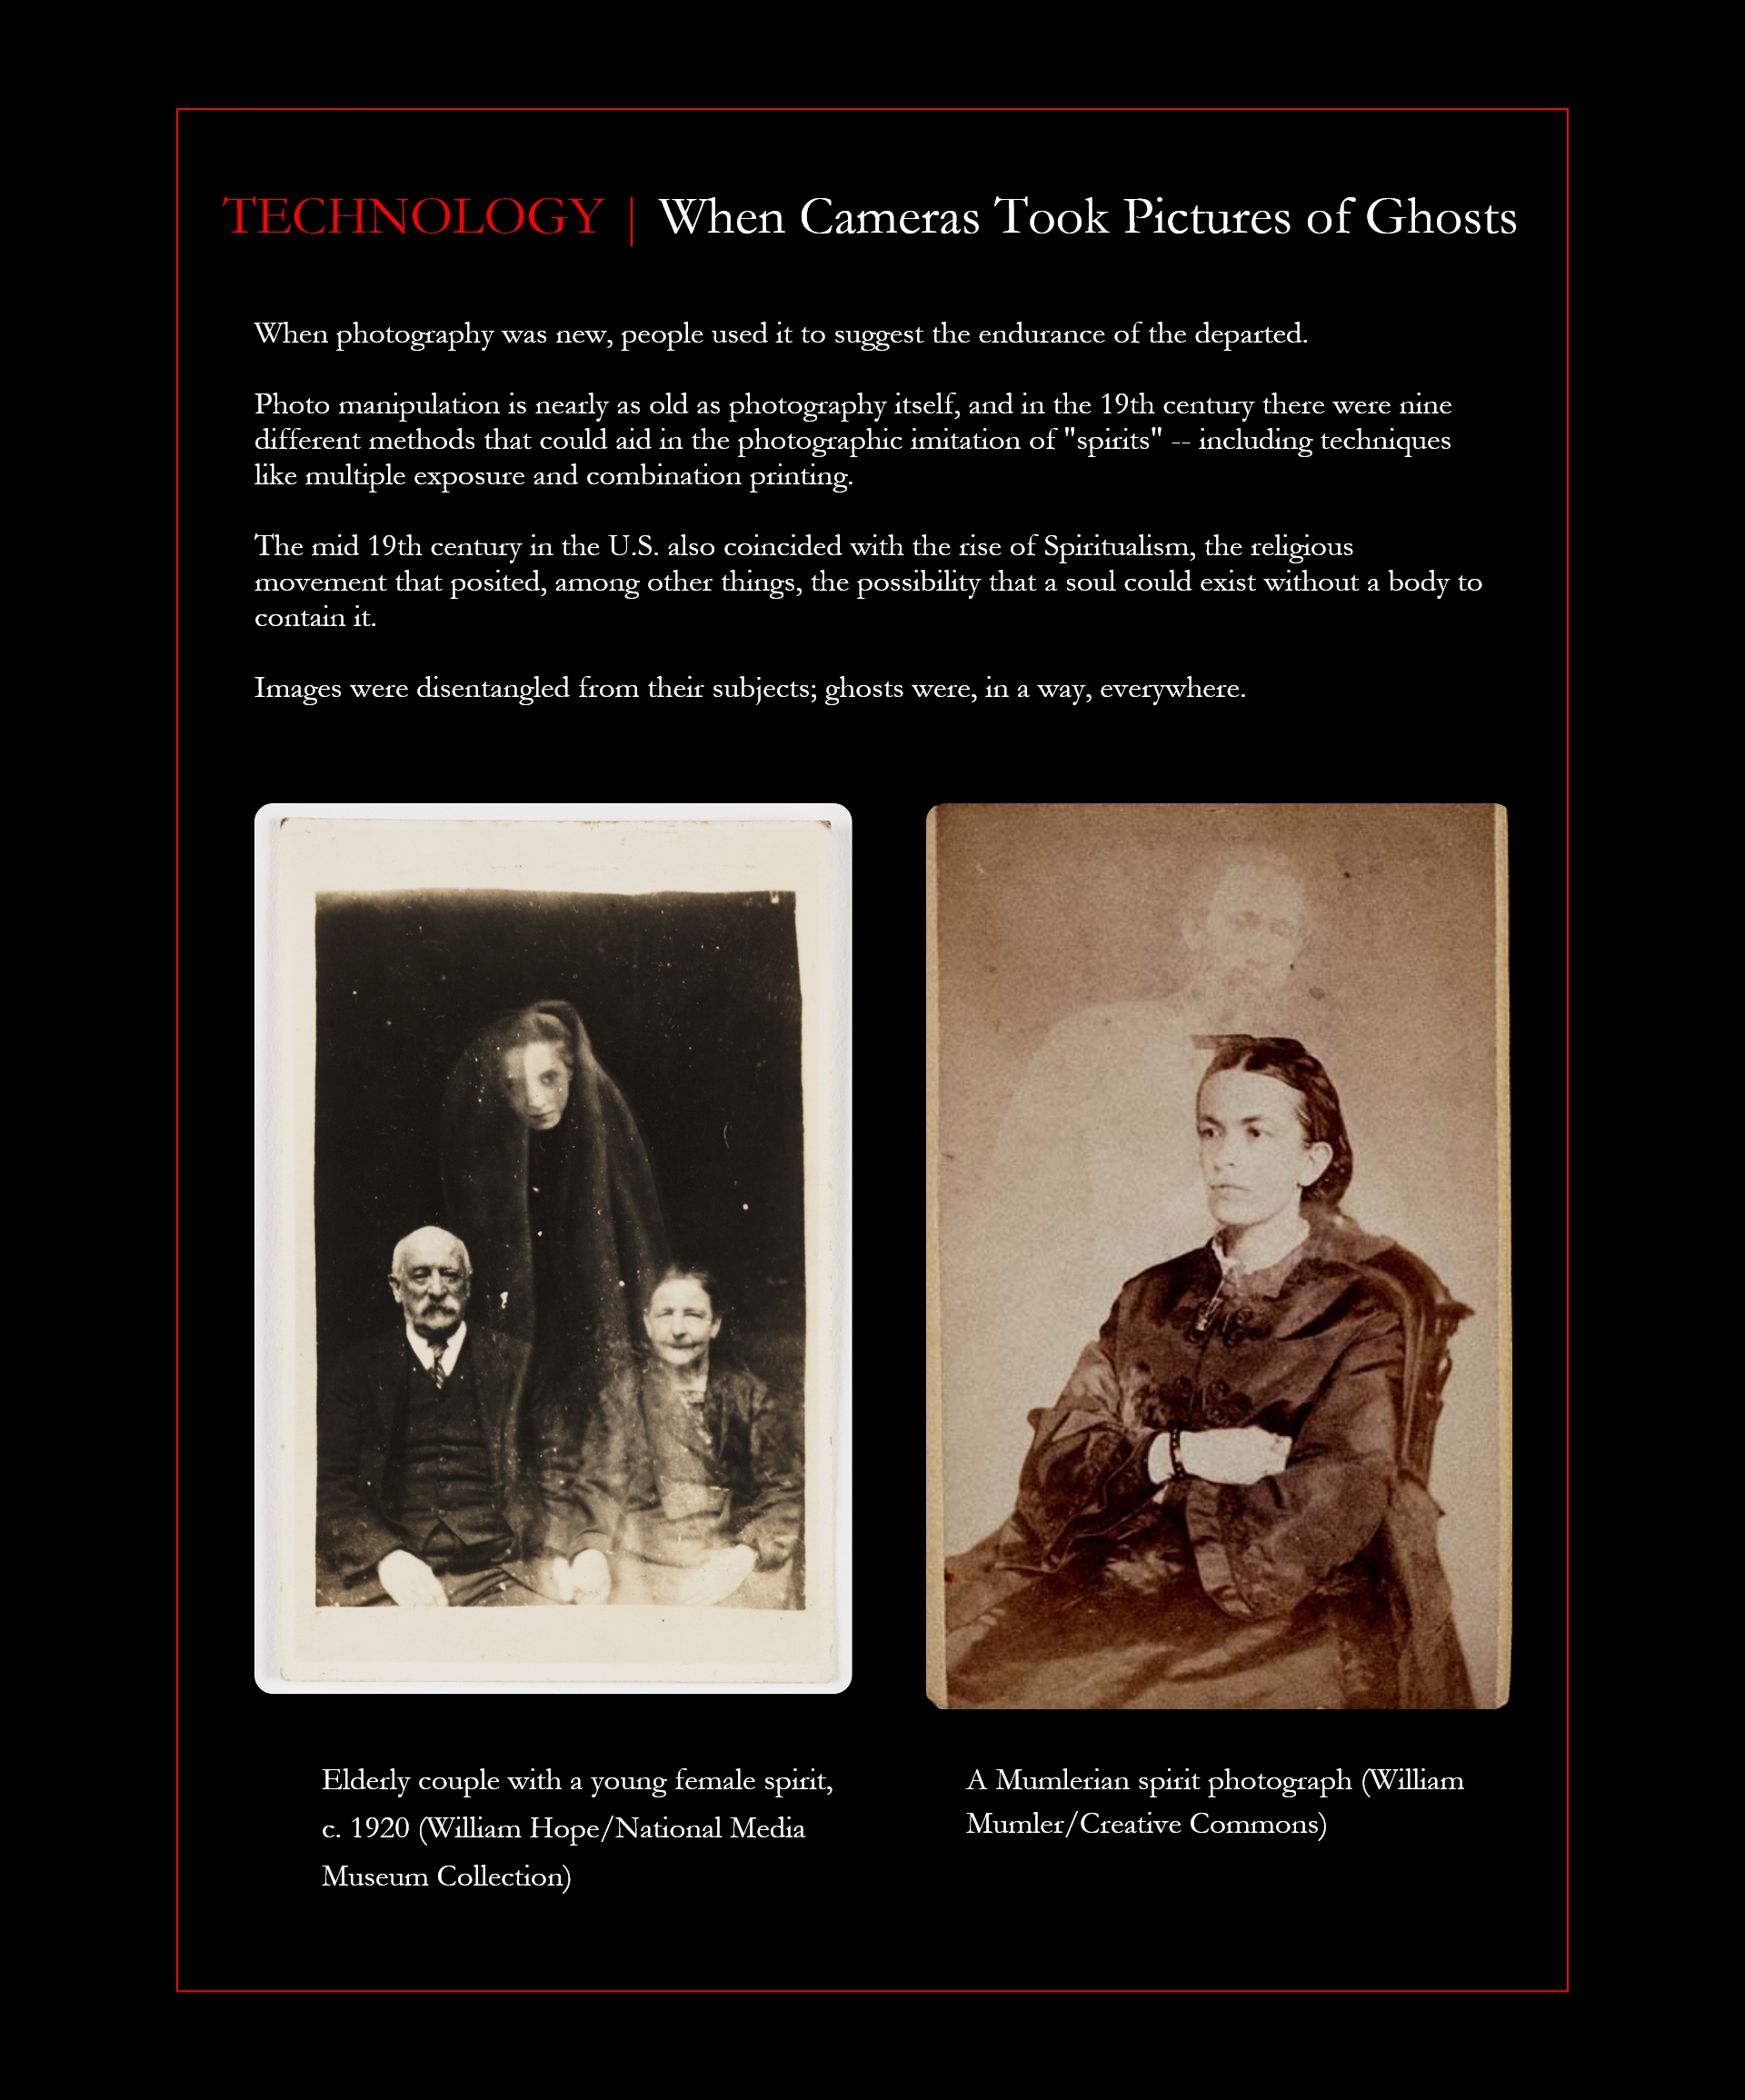 TECHNOLOGY | When Cameras Took Pictures of Ghosts
When photography was new, people used it to suggest the endurance of the departed.
Photo manipulation is nearly as old as photography itself, and in the 19th century there were nine
different methods that could aid in the photographic imitation of "spirits" -- including techniques
like multiple exposure and combination printing.
The mid 19th century in the U.S. also coincided with the rise of Spiritualism, the religious
movement that posited, among other things, the possibility that a soul could exist without a body to
contain it.
Images were disentangled from their subjects; ghosts were, in a way, everywhere.
Elderly couple with a young female spirit,
c. 1920 (William Hope/National Media
Museum Collection)
A Mumlerian spirit photograph (William
Mumler/Creative Commons)